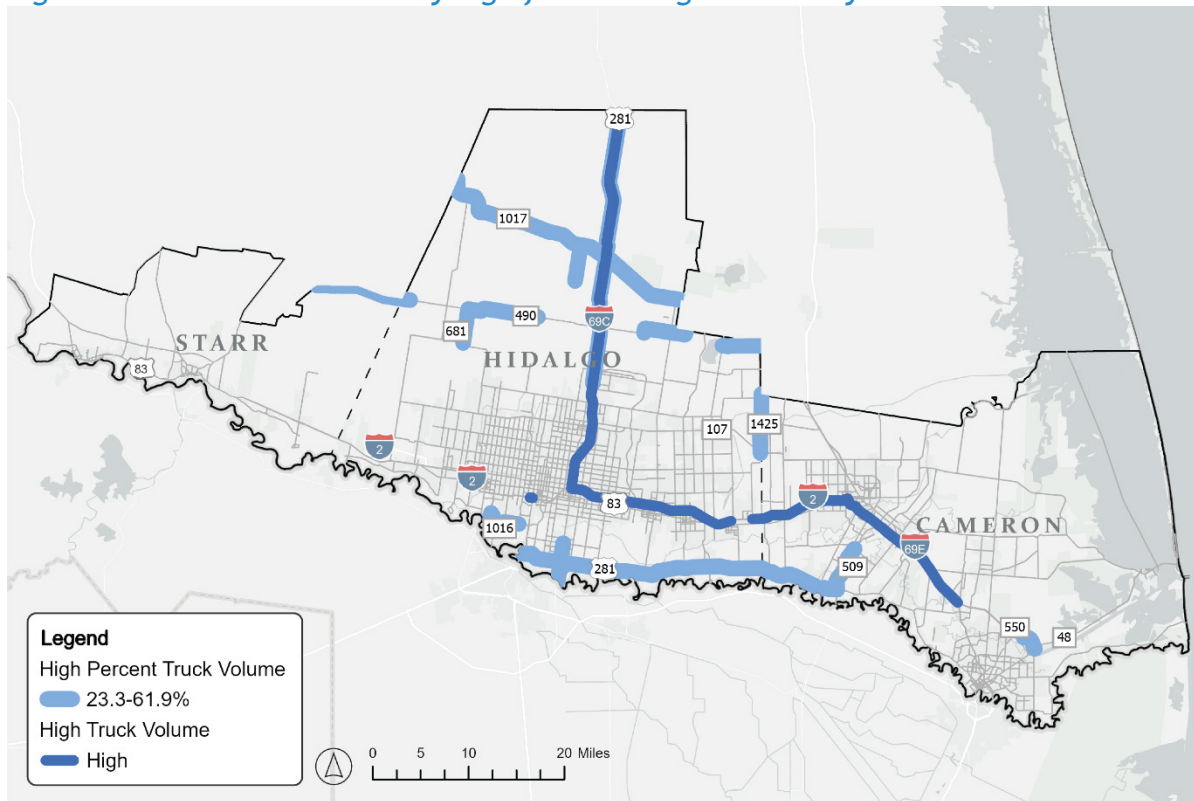 281
1017
490
681
69C
STARR
HIDALGO
83
107
1425
2
2
2
83
CAMERON
1016
69E
281
509
550
48
Legend
High Percent Truck Volume
23.3-61.9%
High Truck Volume
High
0 5 10 20 Miles